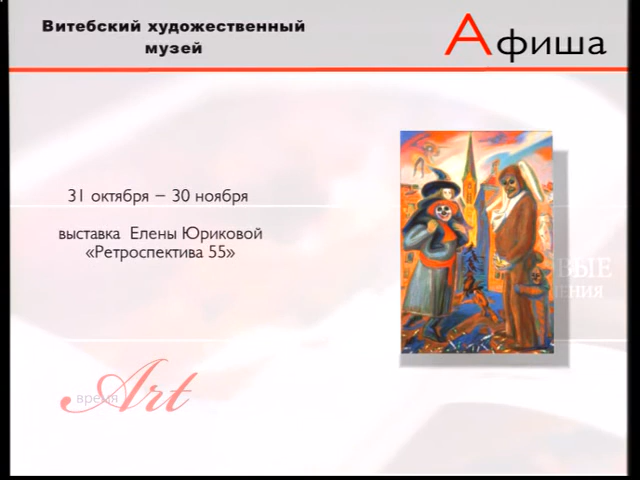 Витебский художественный
музей
Афиша
31 октября – 30 ноября
выставка Елены Юриковой
«Ретроспектива 55»
время Art